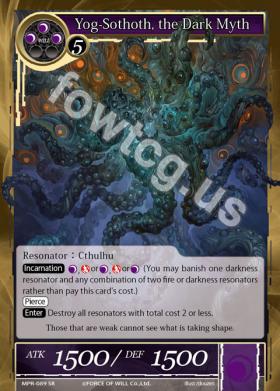 Yog-Sothoth, the Dark Myth
WILL
5
fowtcg.us
Resonator : Cthulhu
Incarnation , or , or (You may banish one darkness
resonator and any combination of two fire or darkness resonators
rather than pay this card's cost.)
Pierce
Enter Destroy all resonators with total cost 2 or less.
Those that are weak cannot see what is taking shape.
ATK 1500/ DEF 1500
MPR-089 SR ©FORCE OF WILL Co.,Ltd.